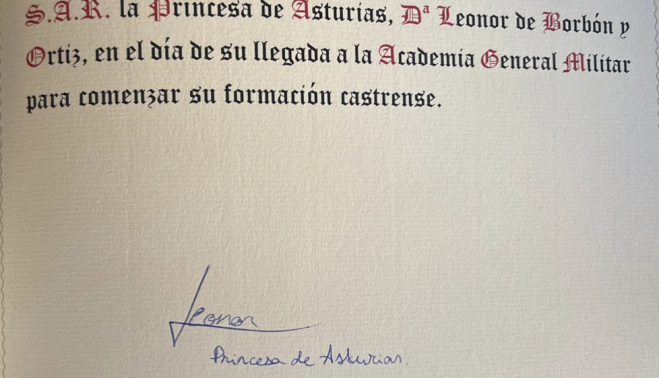 S.A.R. la Princesa de Asturias, Dª Leonor de Borbón y
Ortiz, en el día de su llegada a la Academia General Militar
para comenzar su formación castrense.
Leonor
Princesa de Asturias.